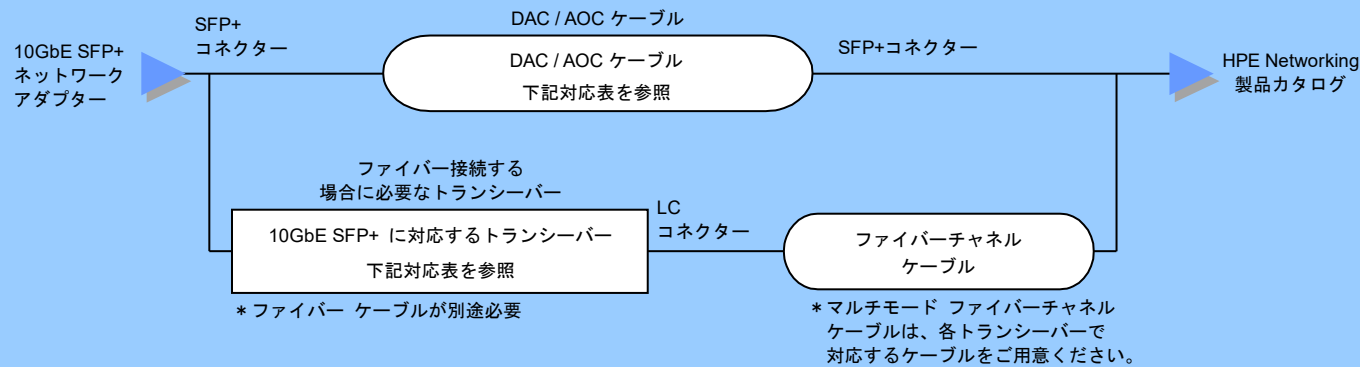 10GbE SFP+
ネットワーク
アダプター
SFP+
コネクター
DAC / AOC ケーブル
DAC / AOC ケーブル
下記対応表を参照
SFP+コネクター
HPE Networking
製品カタログ
ファイバー接続する
場合に必要なトランシーバー
10GbE SFP+ に対応するトランシーバー
下記対応表を参照
*ファイバー ケーブルが別途必要
LC
コネクター
ファイバーチャネル
ケーブル
*マルチモード ファイバーチャネル
ケーブルは、各トランシーバーで
対応するケーブルをご用意ください。